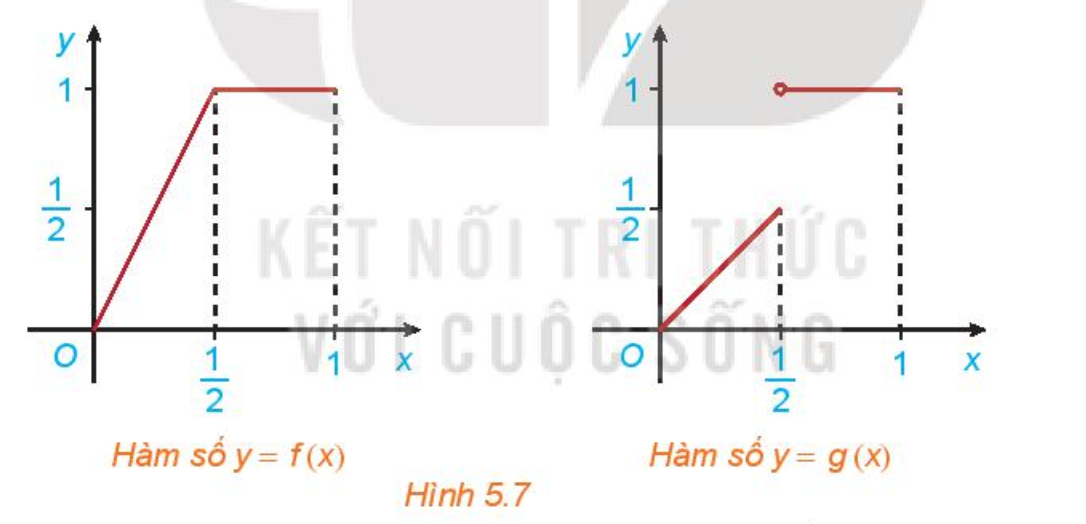 y
1
1/2
O
1/2
1
x
Hàm số y = f(x)
y
1
1/2
O
1/2
1
x
Hàm số y = g(x)
KẾT NỐI TRI THỨC
VỚI CUỘC SỐNG
Hình 5.7